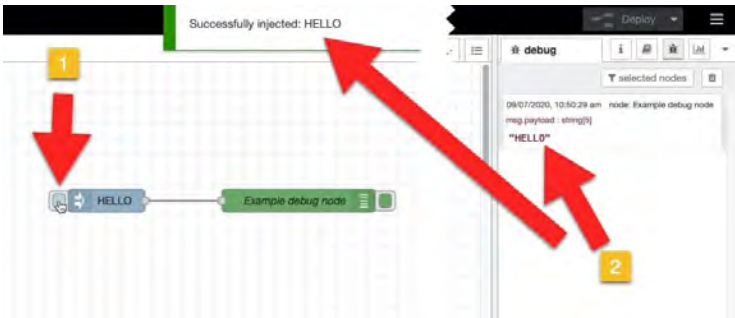 Successfully injected: HELLO
Deploy
debug
i
selected nodes
1
09/07/2020, 10:50:29 am node: Example debug node
msg.payload : string[5]
"HELLO"
HELLO
Example debug node
2